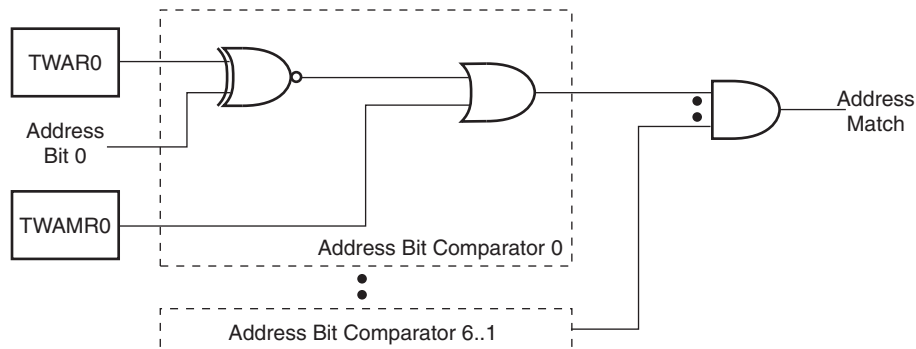 TWAR0
Address
Bit 0
TWAMR0
Address Bit Comparator 0
Address
Match
Address Bit Comparator 6..1